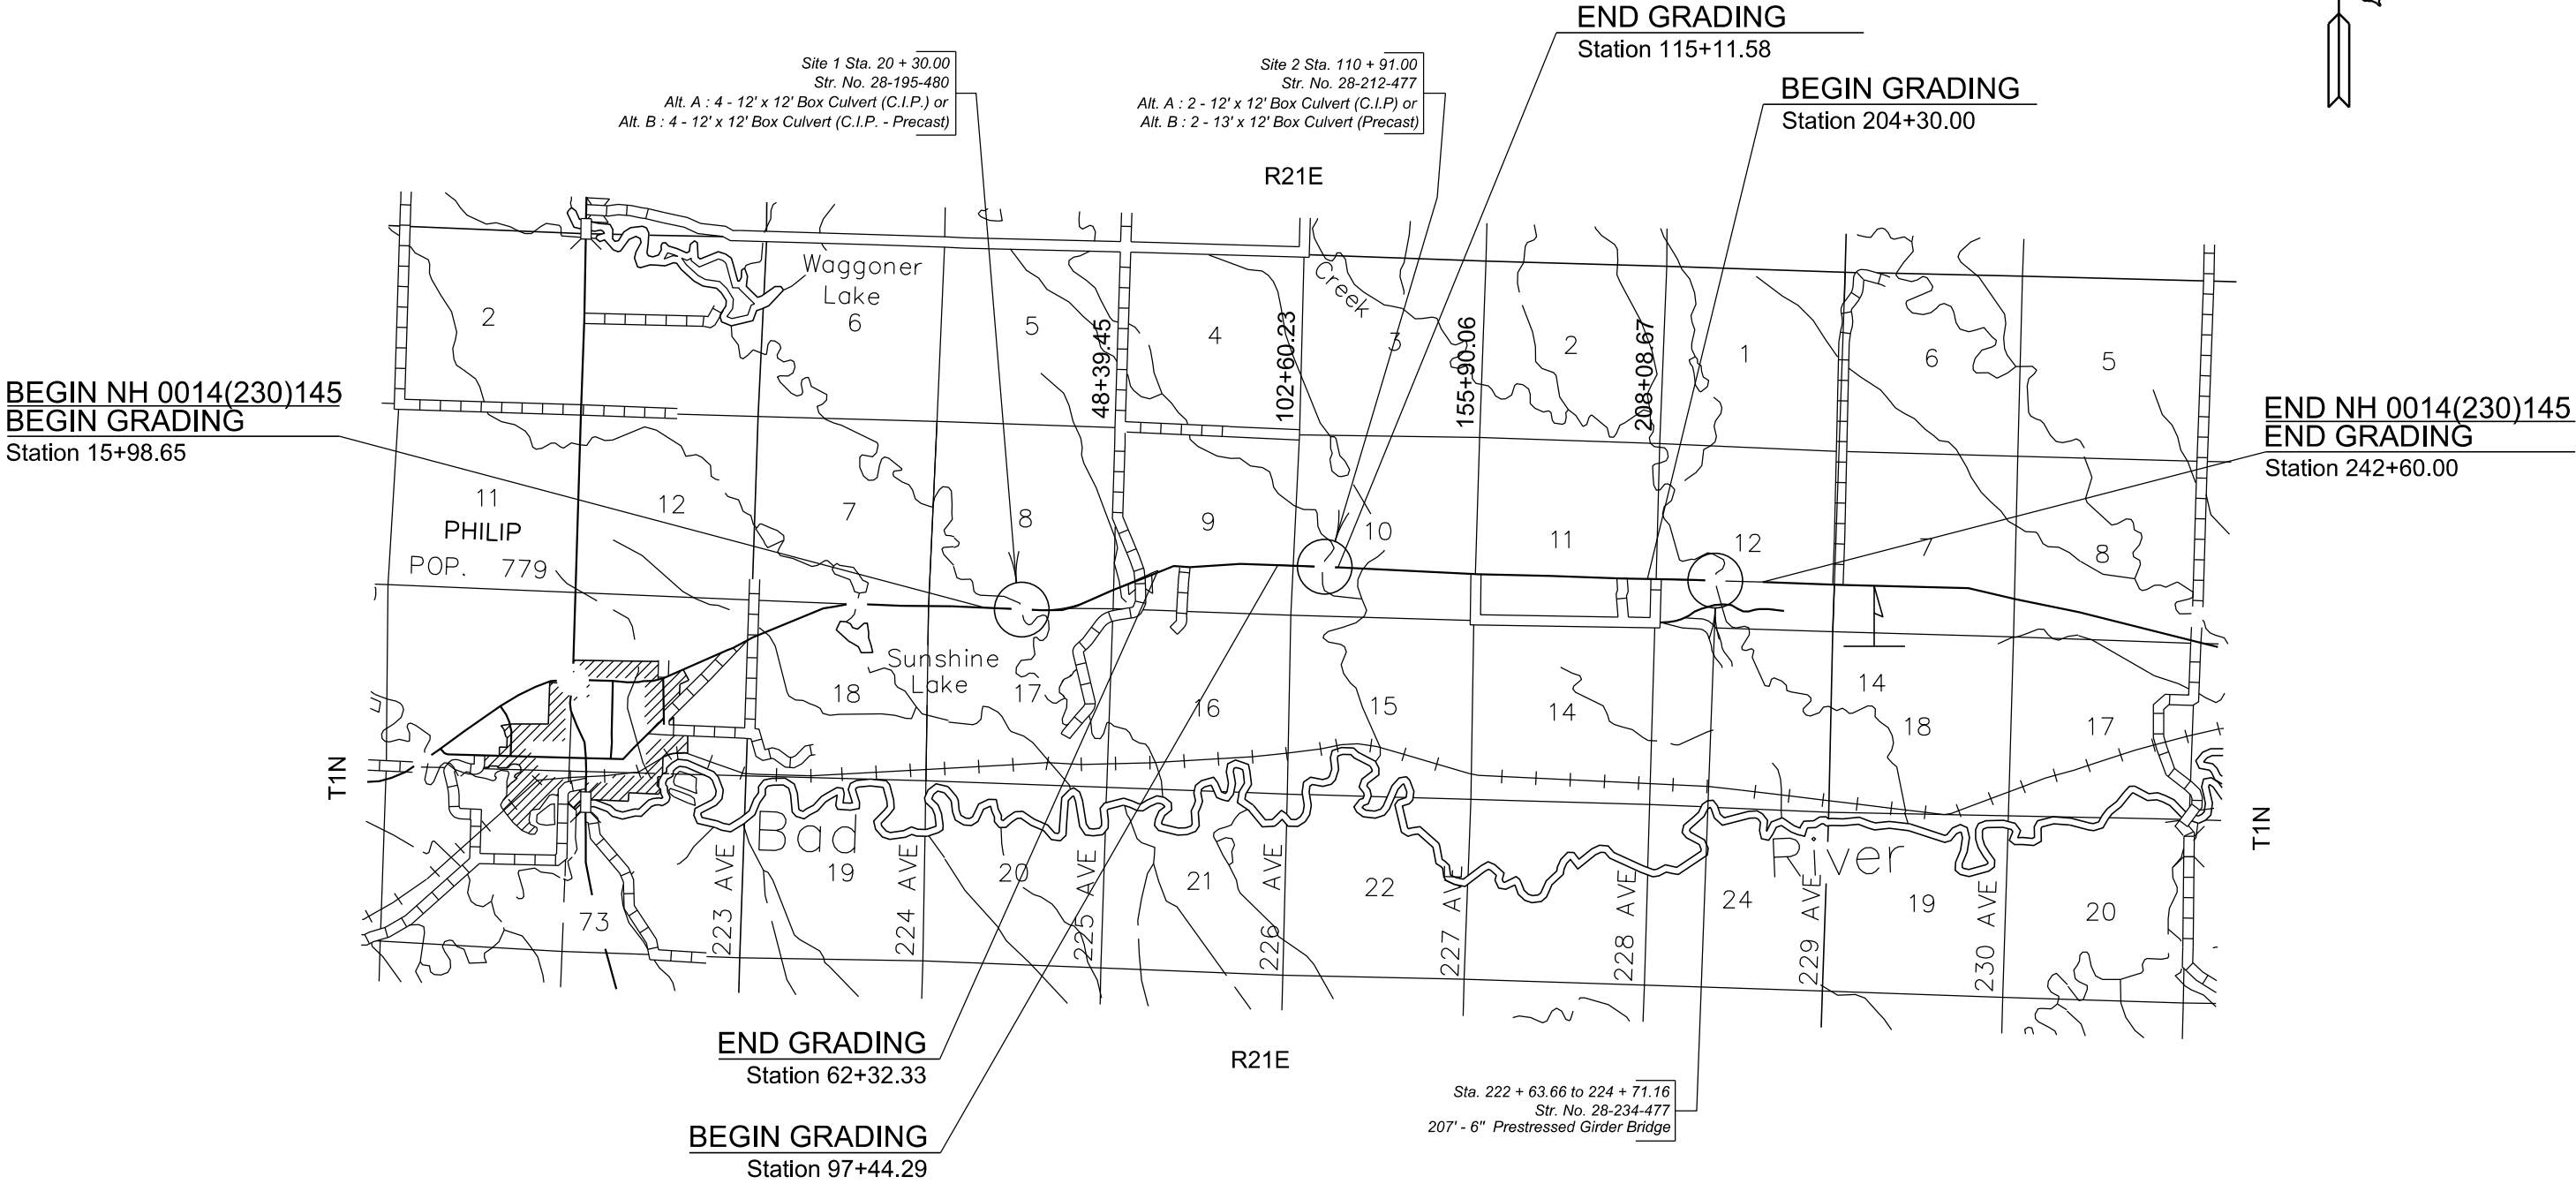 END GRADING
Station 115+11.58
Site 1 Sta. 20 + 30.00
Str. No. 28-195-480
Alt. A : 4 - 12' x 12' Box Culvert (C.I.P.) or
Alt. B : 4 - 12' x 12' Box Culvert (C.I.P. - Precast)
Site 2 Sta. 110 + 91.00
Str. No. 28-212-477
Alt. A : 2 - 12' x 12' Box Culvert (C.I.P) or
Alt. B : 2 - 13' x 12' Box Culvert (Precast)
BEGIN GRADING
Station 204+30.00
R21E
Waggoner
Lake
Creek
2
6
5
4
3
2
1
6
5
48+39.45
102+60.23
155+90.06
208+08.67
BEGIN NH 0014(230)145
BEGIN GRADING
Station 15+98.65
END NH 0014(230)145
END GRADING
Station 242+60.00
11
12
7
8
9
10
11
12
7
8
PHILIP
POP. 779
Sunshine
Lake
18
17
16
15
14
14
18
17
T1N
T1N
Bad
River
73
19
20
21
22
24
19
20
223 AVE
224 AVE
225 AVE
226 AVE
227 AVE
228 AVE
229 AVE
230 AVE
END GRADING
Station 62+32.33
R21E
BEGIN GRADING
Station 97+44.29
Sta. 222 + 63.66 to 224 + 71.16
Str. No. 28-234-477
207' - 6" Prestressed Girder Bridge